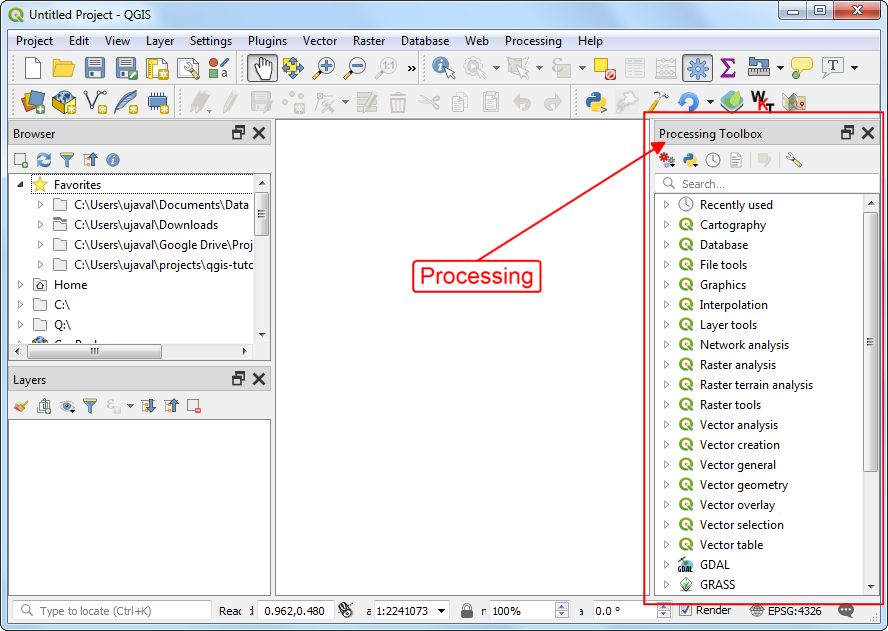 Untitled Project - QGIS
Project Edit View Layer Settings Plugins Vector Raster Database Web Processing Help
1:1
»
T
WKT
Browser
Favorites
C:\Users\ujaval\Documents\Data
C:\Users\ujaval\Downloads
C:\Users\ujaval\Google Drive\Proj
C:\Users\ujaval\projects\qgis-tuto
Home
C:\
Q:\
Layers
Processing
Processing Toolbox
Search...
Recently used
Cartography
Database
File tools
Graphics
Interpolation
Layer tools
Network analysis
Raster analysis
Raster terrain analysis
Raster tools
Vector analysis
Vector creation
Vector general
Vector geometry
Vector overlay
Vector selection
Vector table
GDAL
GRASS
Type to locate (Ctrl+K) Read 0.962,0.480 1:2241073 100% 0.0 ° Render EPSG:4326